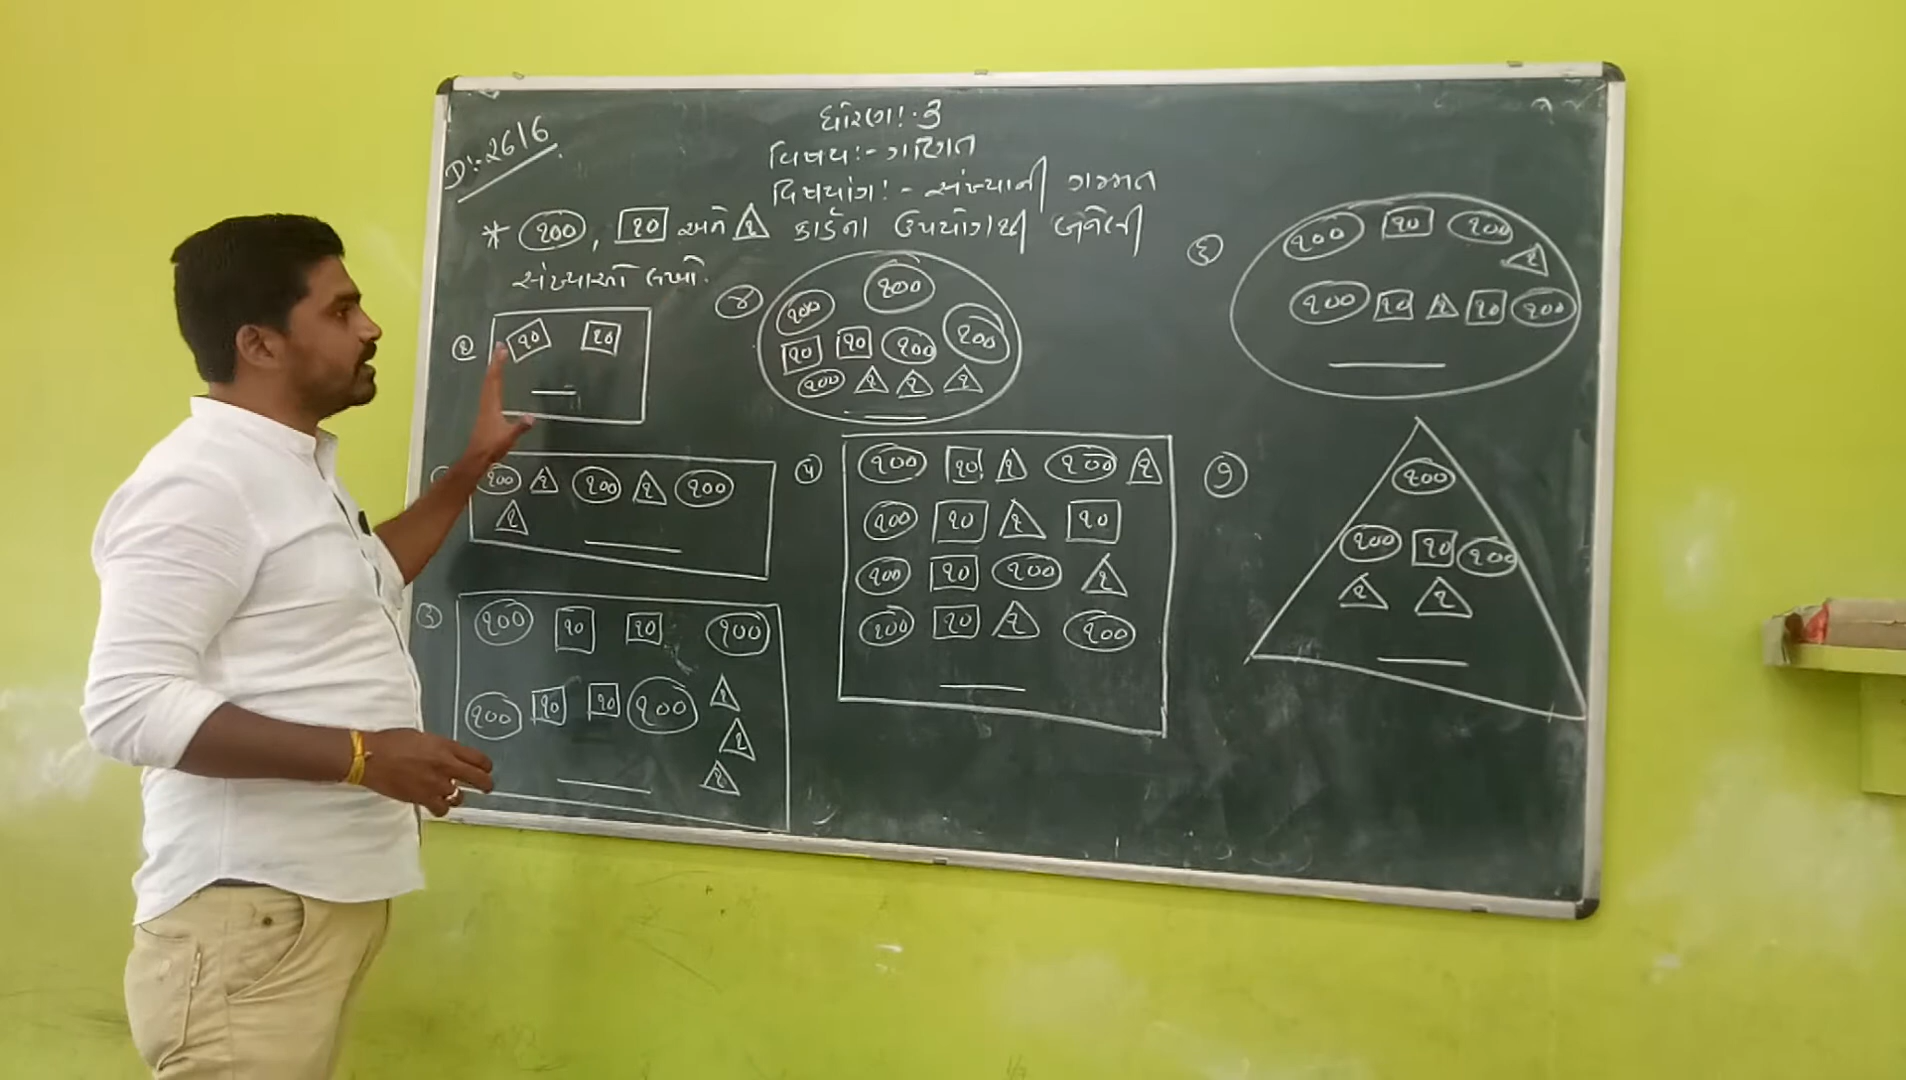 D:-26/6
ધોરણ:-3
વિષય:- ગણિત
વિષયાંગ:- સંખ્યાની ગમ્મત
* ૧૦૦, ૧૦ અને ૧ કાર્ડના ઉપયોગથી બનેલી
સંખ્યાઓ લખો.
૧
૧૦ ૧૦
૧૦૦ ૧ ૧૦૦ ૧ ૧૦૦
૧
૩
૧૦૦ ૧૦ ૧૦ ૧૦૦
૧૦૦ ૧૦ ૧૦ ૧૦૦ ૧
૧
૧
૪
૧૦૦ ૧૦૦
૧૦ ૧૦ ૧૦૦ ૧૦૦
૧૦૦ ૧ ૧ ૧
૫
૧૦૦ ૧૦ ૧ ૧૦૦ ૧
૧૦૦ ૧૦ ૧ ૧૦
૧૦૦ ૧૦ ૧૦૦ ૧
૧૦૦ ૧૦ ૧ ૧૦૦
૬
૧૦૦ ૧૦ ૧૦૦
૧
૧૦૦ ૧૦ ૧ ૧૦ ૧૦૦
૭
૧૦૦
૧૦૦ ૧૦ ૧૦૦
૧ ૧